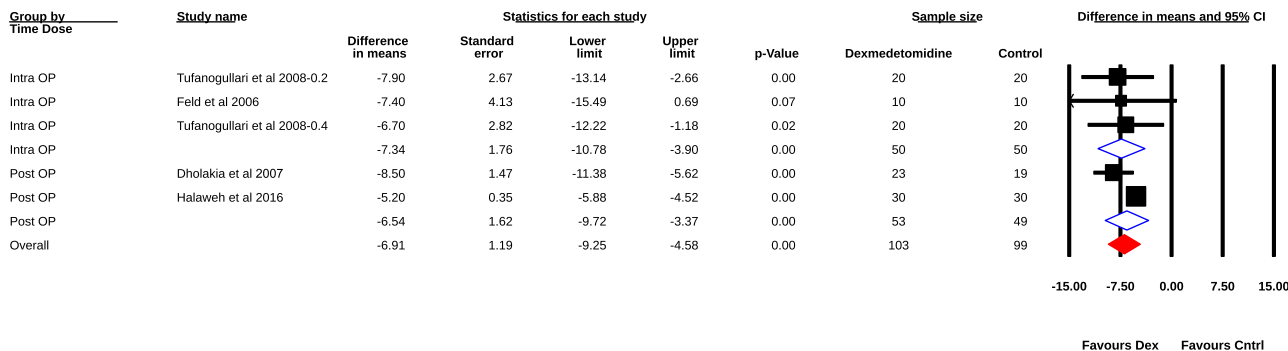 Group by Study name Statistics for each study Sample size Difference in means and 95% CI
Time Dose
Difference in means Standard error Lower limit Upper limit p-Value Dexmedetomidine Control
Intra OP Tufanogullari et al 2008-0.2 -7.90 2.67 -13.14 -2.66 0.00 20 20
Intra OP Feld et al 2006 -7.40 4.13 -15.49 0.69 0.07 10 10
Intra OP Tufanogullari et al 2008-0.4 -6.70 2.82 -12.22 -1.18 0.02 20 20
Intra OP -7.34 1.76 -10.78 -3.90 0.00 50 50
Post OP Dholakia et al 2007 -8.50 1.47 -11.38 -5.62 0.00 23 19
Post OP Halaweh et al 2016 -5.20 0.35 -5.88 -4.52 0.00 30 30
Post OP -6.54 1.62 -9.72 -3.37 0.00 53 49
Overall -6.91 1.19 -9.25 -4.58 0.00 103 99
-15.00 -7.50 0.00 7.50 15.00
Favours Dex Favours Cntrl